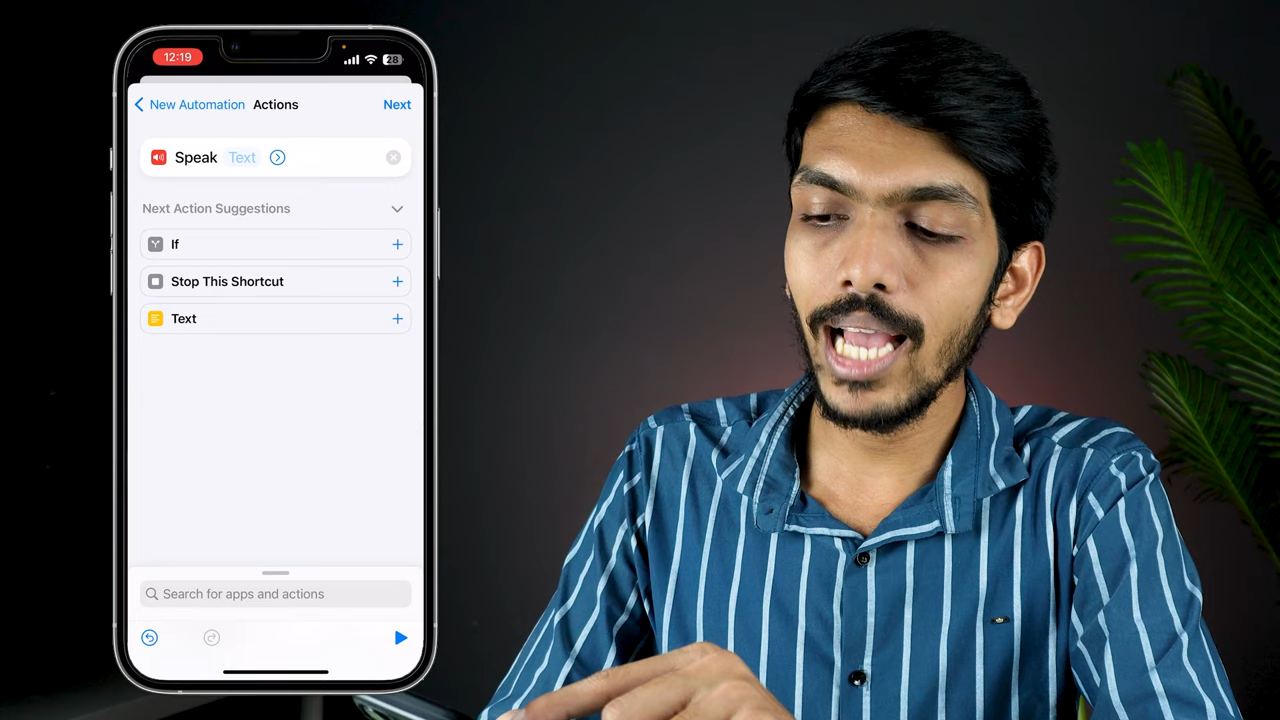 12:19
28
New Automation Actions Next
Speak Text
Next Action Suggestions
If
Stop This Shortcut
Text
Search for apps and actions